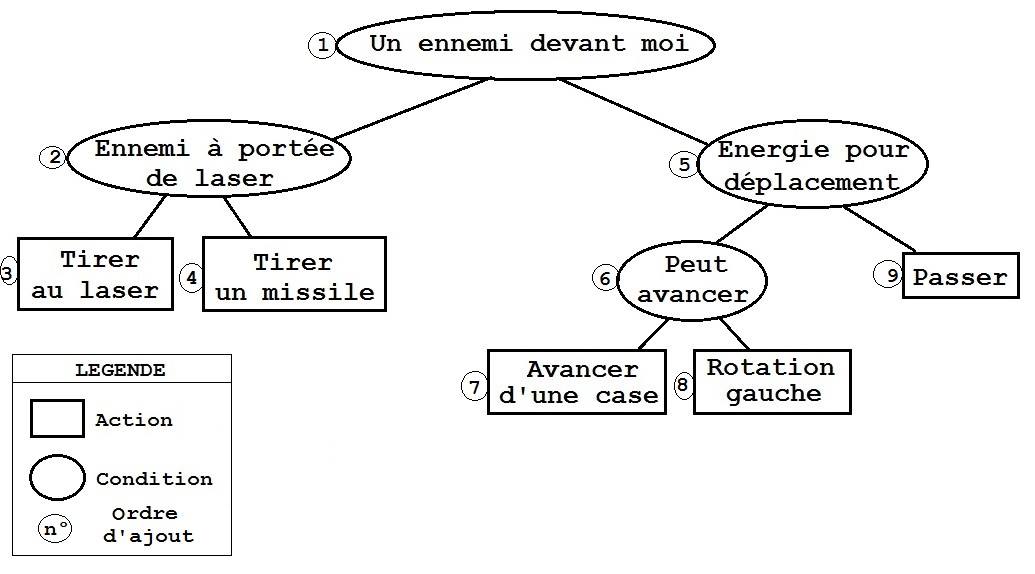 1 Un ennemi devant moi
2 Ennemi à portée
de laser
5 Energie pour
déplacement
3 Tirer
au laser
4 Tirer
un missile
6 Peut
avancer
9 Passer
7 Avancer
d'une case
8 Rotation
gauche
LEGENDE
Action
Condition
n° Ordre
d'ajout